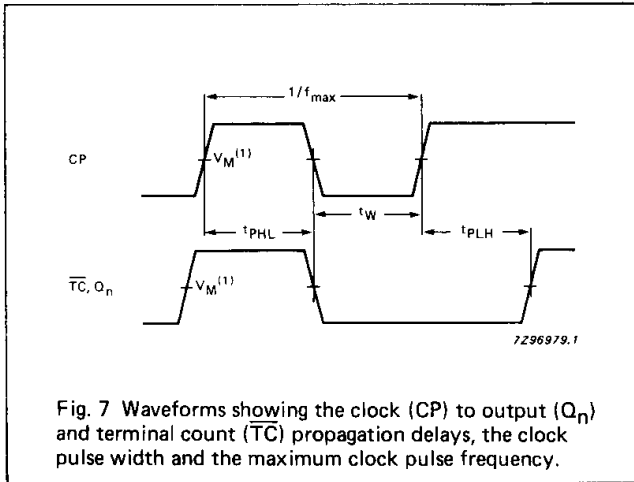 1/fmax
CP
VM(1)
tW
tPHL
tPLH
TC, Qn
VM(1)
7Z96979.1
Fig. 7 Waveforms showing the clock (CP) to output (Qn)
and terminal count (TC) propagation delays, the clock
pulse width and the maximum clock pulse frequency.